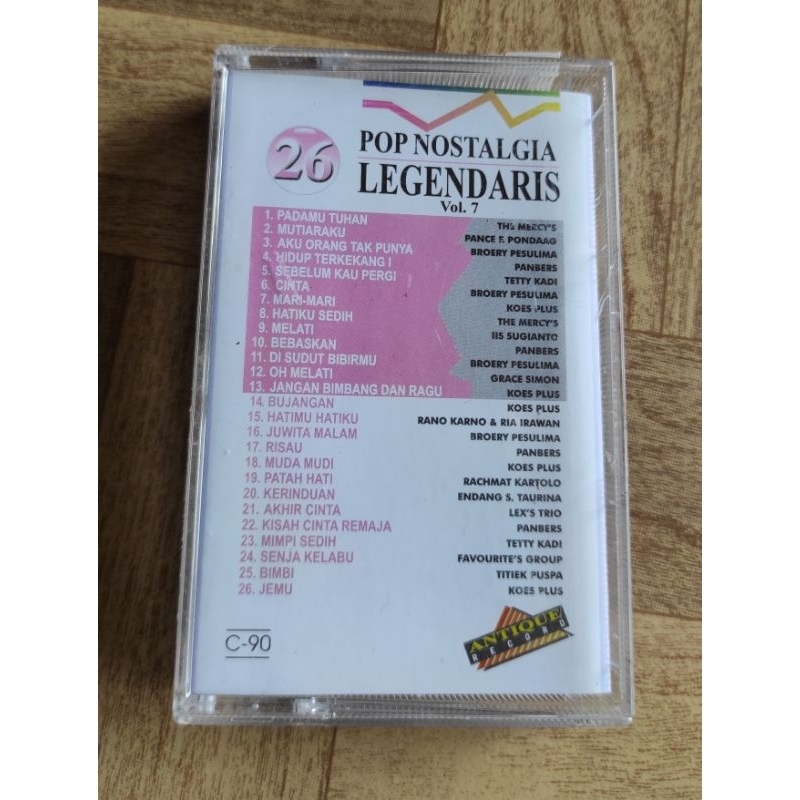 26
POP NOSTALGIA
LEGENDARIS
Vol. 7
1. PADAMU TUHAN THE MERCY'S
2. MUTIARAKU PANCE F. PONDAAG
3. AKU ORANG TAK PUNYA BROERY PESULIMA
4. HIDUP TERKEKANG I PANBERS
5. SEBELUM KAU PERGI TETTY KADI
6. CINTA BROERY PESULIMA
7. MARI-MARI KOES PLUS
8. HATIKU SEDIH THE MERCY'S
9. MELATI IIS SUGIANTO
10. BEBASKAN PANBERS
11. DI SUDUT BIBIRMU BROERY PESULIMA
12. OH MELATI GRACE SIMON
13. JANGAN BIMBANG DAN RAGU KOES PLUS
14. BUJANGAN KOES PLUS
15. HATIMU HATIKU RANO KARNO & RIA IRAWAN
16. JUWITA MALAM BROERY PESULIMA
17. RISAU PANBERS
18. MUDA MUDI KOES PLUS
19. PATAH HATI RACHMAT KARTOLO
20. KERINDUAN ENDANG S. TAURINA
21. AKHIR CINTA LEX'S TRIO
22. KISAH CINTA REMAJA PANBERS
23. MIMPI SEDIH TETTY KADI
24. SENJA KELABU FAVOURITE'S GROUP
25. BIMBI TITIEK PUSPA
26. JEMU KOES PLUS
C-90
ANTIQUE
RECORD